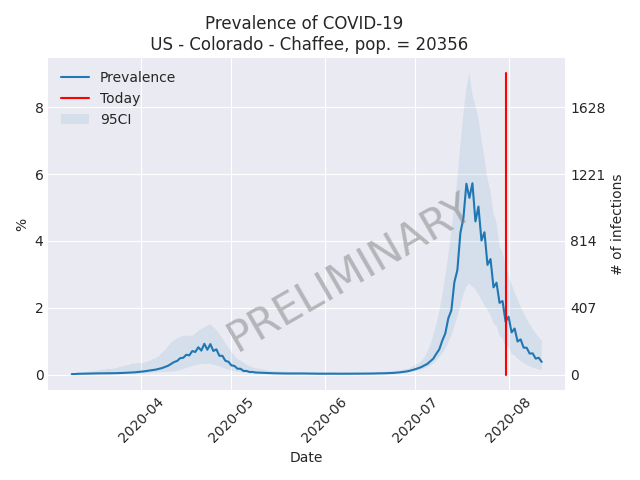 Prevalence of COVID-19
US - Colorado - Chaffee, pop. = 20356
Prevalence
Today
95CI
8
6
4
2
0
%
1628
1221
814
407
0
# of infections
PRELIMINARY
2020-04
2020-05
2020-06
2020-07
2020-08
Date